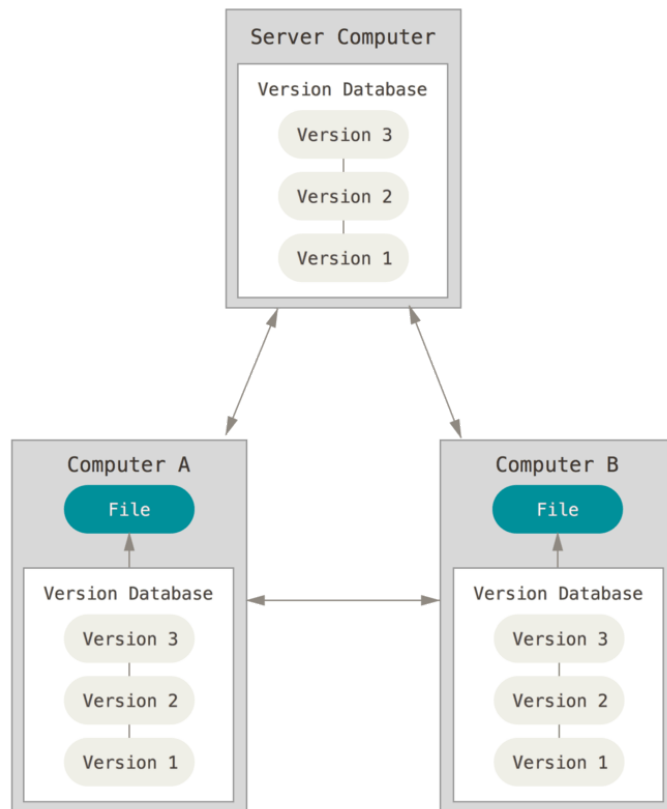 Server Computer
Version Database
Version 3
Version 2
Version 1
Computer A
File
Version Database
Version 3
Version 2
Version 1
Computer B
File
Version Database
Version 3
Version 2
Version 1